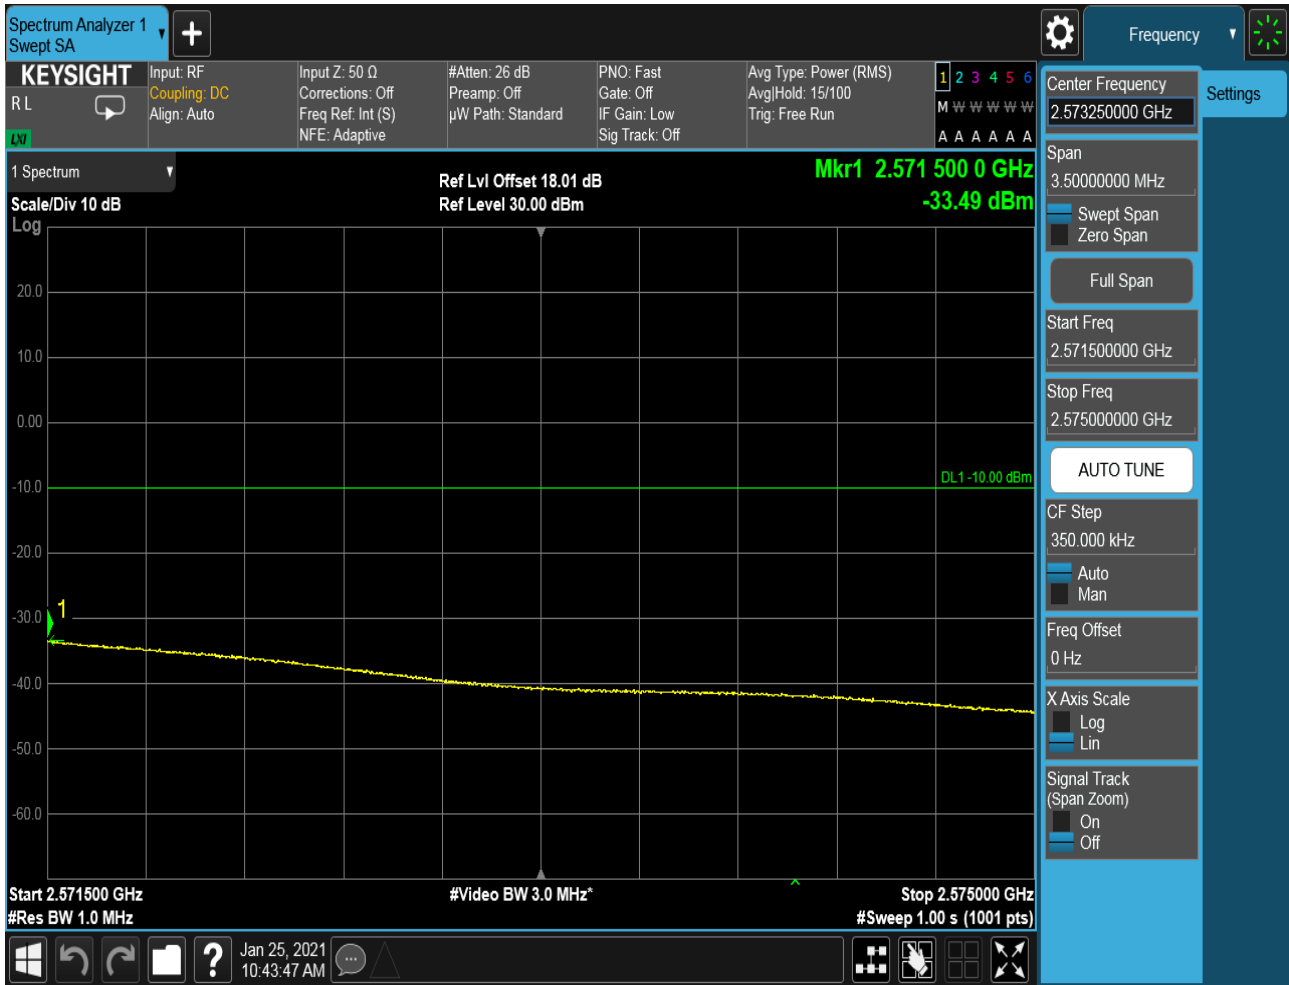 Spectrum Analyzer 1
Swept SA
Frequency
KEYSIGHT
R L
LXI
Input: RF
Coupling: DC
Align: Auto
Input Z: 50 Ω
Corrections: Off
Freq Ref: Int (S)
NFE: Adaptive
#Atten: 26 dB
Preamp: Off
µW Path: Standard
PNO: Fast
Gate: Off
IF Gain: Low
Sig Track: Off
Avg Type: Power (RMS)
Avg|Hold: 15/100
Trig: Free Run
1 2 3 4 5 6
M W W W W W
A A A A A A
1 Spectrum
Scale/Div 10 dB
Log
Ref Lvl Offset 18.01 dB
Ref Level 30.00 dBm
Mkr1 2.571 500 0 GHz
-33.49 dBm
20.0
10.0
0.00
-10.0
DL1 -10.00 dBm
-20.0
-30.0
1
-40.0
-50.0
-60.0
Start 2.571500 GHz
#Res BW 1.0 MHz
#Video BW 3.0 MHz*
Stop 2.575000 GHz
#Sweep 1.00 s (1001 pts)
?
Jan 25, 2021
10:43:47 AM
Center Frequency
2.573250000 GHz
Settings
Span
3.50000000 MHz
Swept Span
Zero Span
Full Span
Start Freq
2.571500000 GHz
Stop Freq
2.575000000 GHz
AUTO TUNE
CF Step
350.000 kHz
Auto
Man
Freq Offset
0 Hz
X Axis Scale
Log
Lin
Signal Track
(Span Zoom)
On
Off